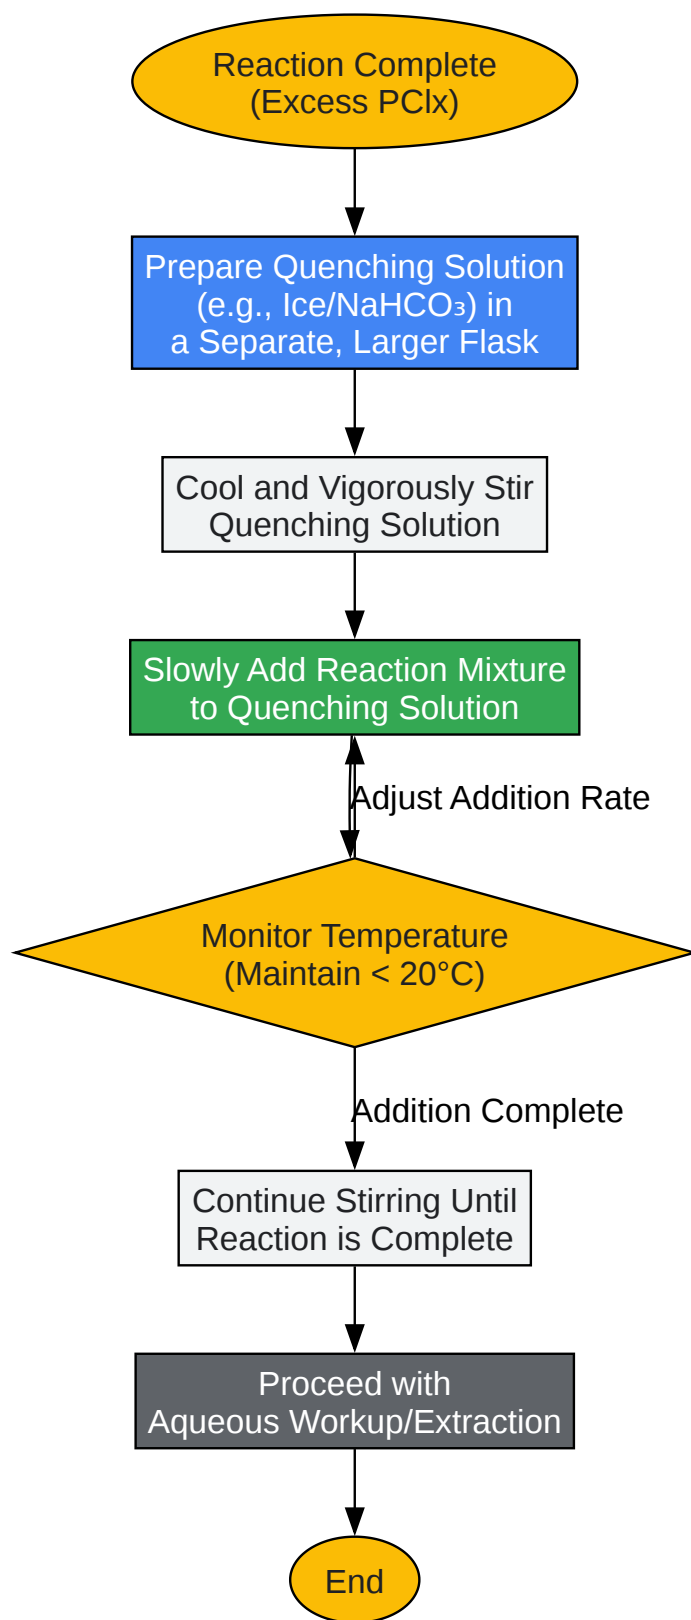 Reaction Complete
(Excess PClx)
Prepare Quenching Solution
(e.g., Ice/NaHCO₃) in
a Separate, Larger Flask
Cool and Vigorously Stir
Quenching Solution
Slowly Add Reaction Mixture
to Quenching Solution
Adjust Addition Rate
Monitor Temperature
(Maintain < 20°C)
Addition Complete
Continue Stirring Until
Reaction is Complete
Proceed with
Aqueous Workup/Extraction
End